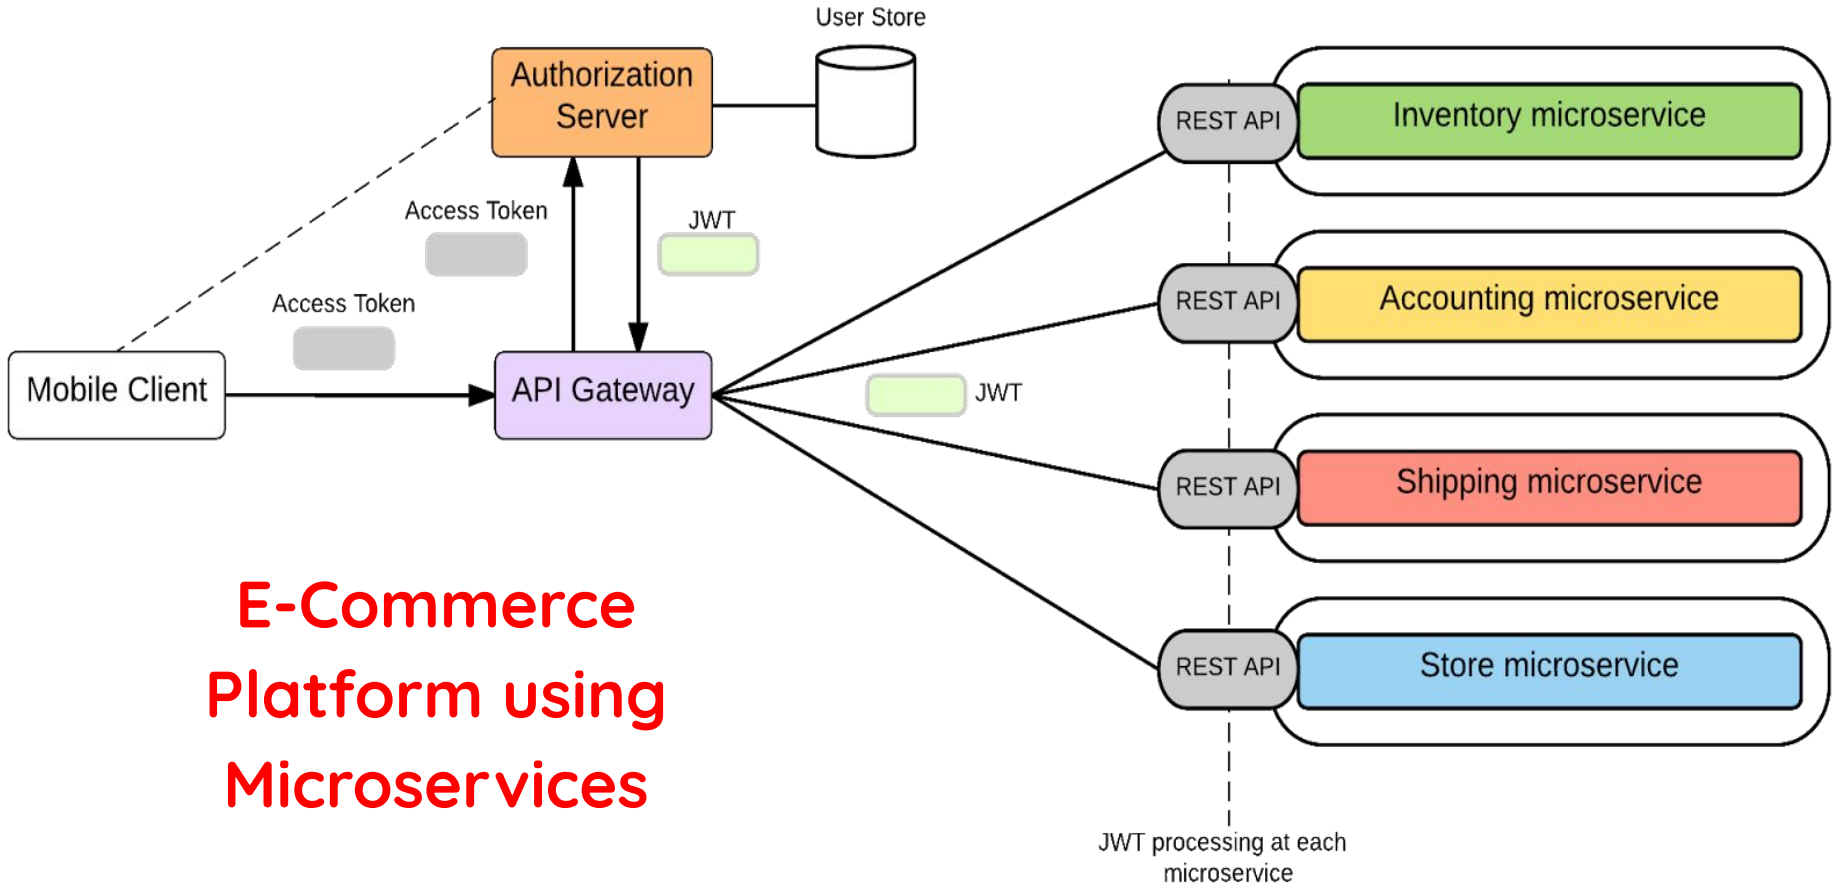 User Store
Authorization
Server
REST API
Inventory microservice
Access Token
JWT
REST API
Accounting microservice
Access Token
Mobile Client
API Gateway
JWT
REST API
Shipping microservice
E-Commerce
Platform using
Microservices
REST API
Store microservice
JWT processing at each
microservice